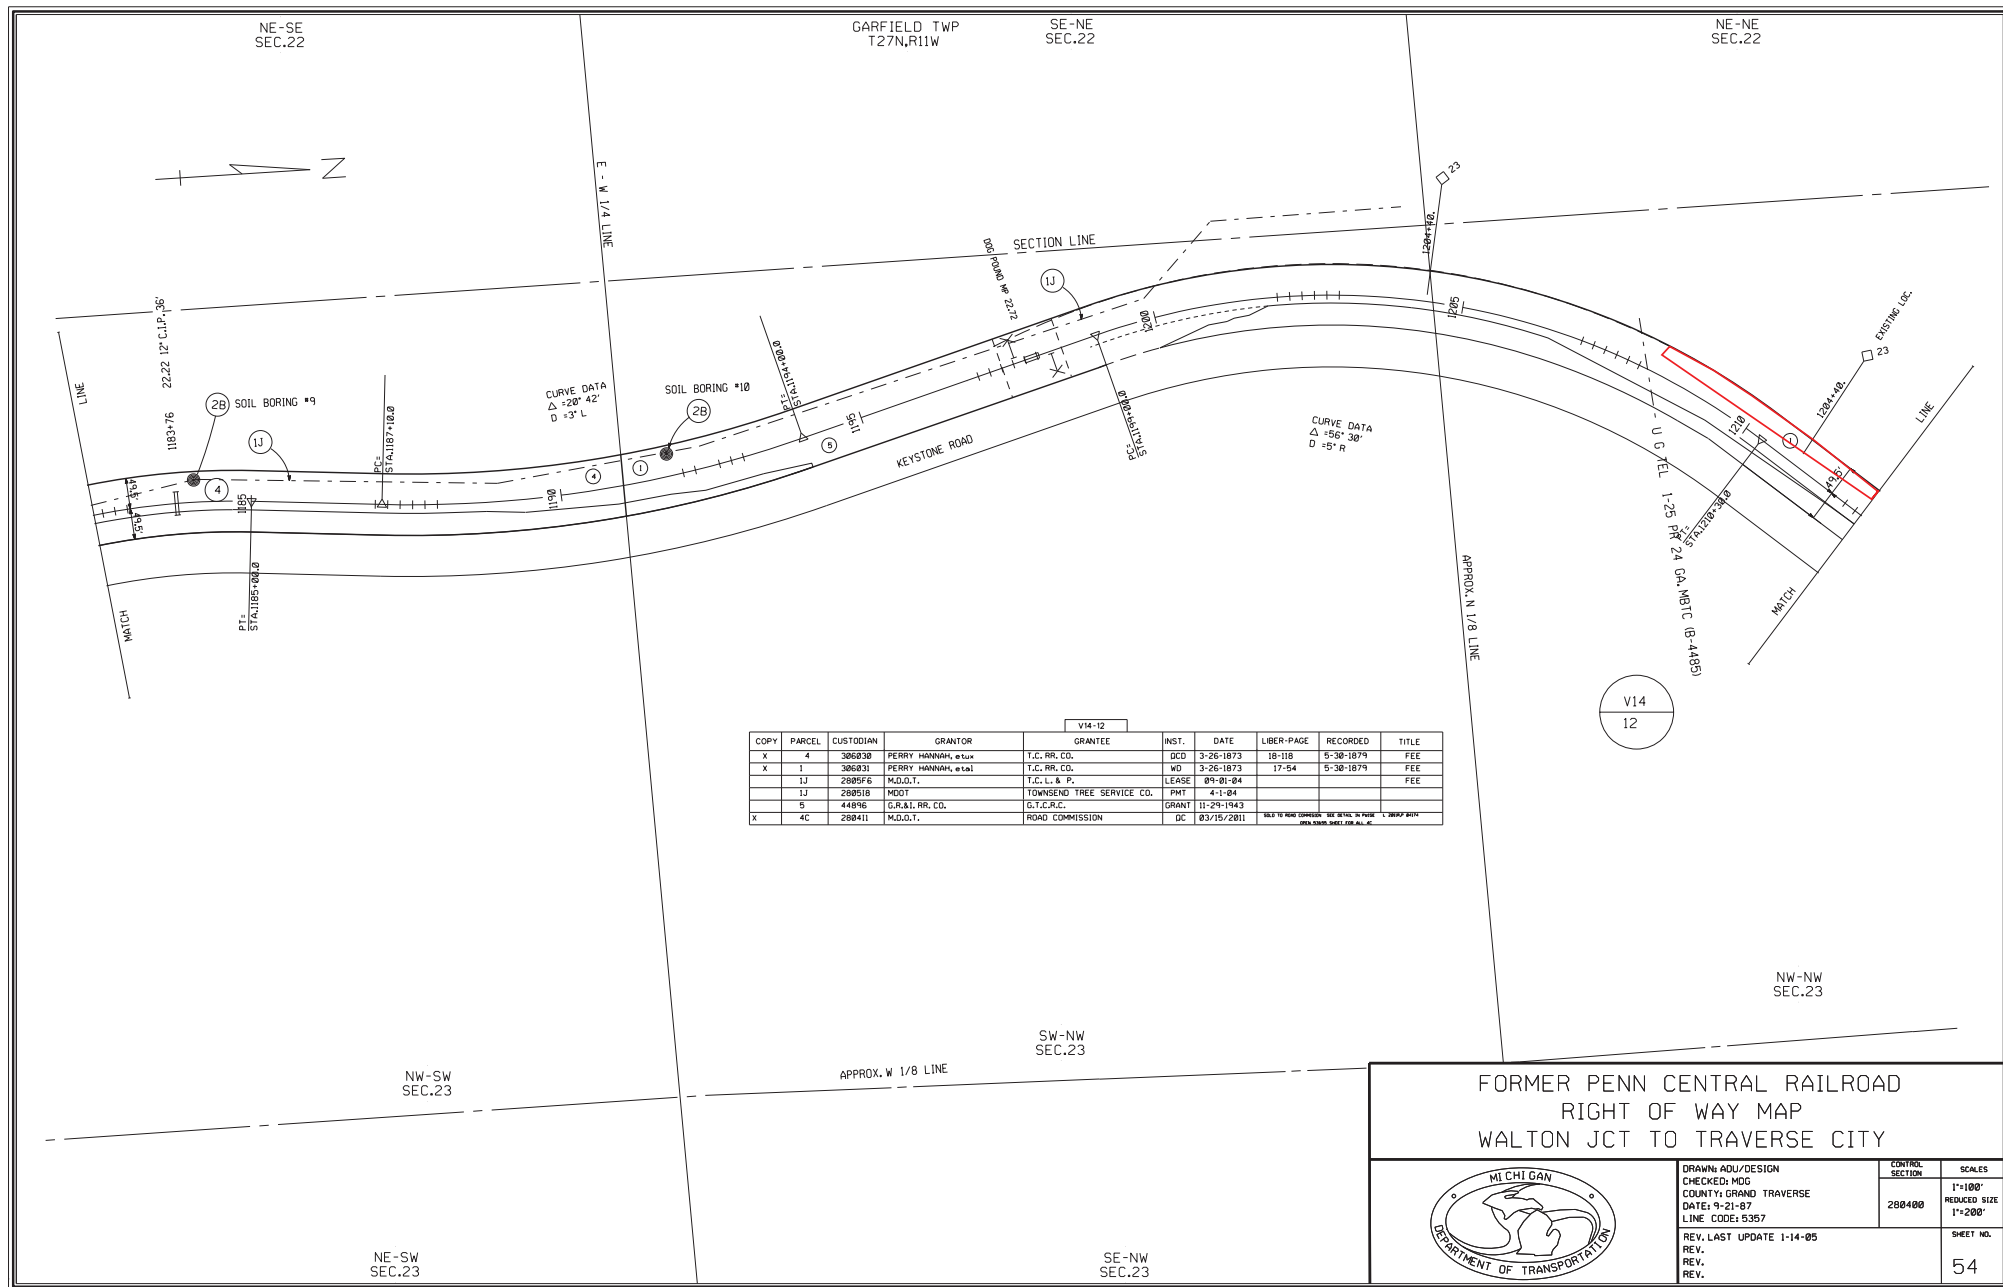 NE-SE
SEC.22
GARFIELD TWP
T27N,R11W
SE-NE
SEC.22
NE-NE
SEC.22
N
E - W 1/4 LINE
SECTION LINE
DOG POUND MP 22.72
1J
23
1204+40.
1183+76
22.22 12" C.I.P. 36'
LINE
2B
SOIL BORING #9
1J
4
49.5'
49.5'
1185
PT=
STA.1185+00.0
PC=
STA.1187+10.0
MATCH
CURVE DATA
Δ =20° 42'
D =3° L
SOIL BORING #10
2B
4
1
1190
PT=
STA.1194+00.0
5
1195
KEYSTONE ROAD
1200
PC=
STA.1199+00.0
CURVE DATA
Δ =56° 30'
D =5° R
1205
EXISTING LOC.
23
1204+40.
1210
1
49.5'
LINE
PT=
STA.1210+30.0
U G TEL 1-25 PR 24 GA. MBTC (B-4485)
MATCH
APPROX. N 1/8 LINE
V14
12
V14-12
COPY PARCEL CUSTODIAN GRANTOR GRANTEE INST. DATE LIBER-PAGE RECORDED TITLE
X 4 306030 PERRY HANNAH, etux T.C. RR. CO. QCD 3-26-1873 18-118 5-30-1879 FEE
X 1 306031 PERRY HANNAH, etal T.C. RR. CO. WD 3-26-1873 17-54 5-30-1879 FEE
1J 2805F6 M.D.O.T. T.C. L. & P. LEASE 09-01-04 FEE
1J 280518 MDOT TOWNSEND TREE SERVICE CO. PMT 4-1-04
5 44896 G.R.&I. RR. CO. G.T.C.R.C. GRANT 11-29-1943
X 4C 280411 M.D.O.T. ROAD COMMISSION QC 03/15/2011 SOLD TO ROAD COMMISSION SEE DETAIL IN
NW-NW
SEC.23
SW-NW
SEC.23
APPROX. W 1/8 LINE
NW-SW
SEC.23
NE-SW
SEC.23
SE-NW
SEC.23
FORMER PENN CENTRAL RAILROAD
RIGHT OF WAY MAP
WALTON JCT TO TRAVERSE CITY
MICHIGAN
DEPARTMENT OF TRANSPORTATION
DRAWN: ADU/DESIGN
CHECKED: MDG
COUNTY: GRAND TRAVERSE
DATE: 9-21-87
LINE CODE: 5357
CONTROL
SECTION
280400
SCALES
1"=100'
REDUCED SIZE
1"=200'
REV. LAST UPDATE 1-14-05
REV.
REV.
REV.
SHEET NO.
54